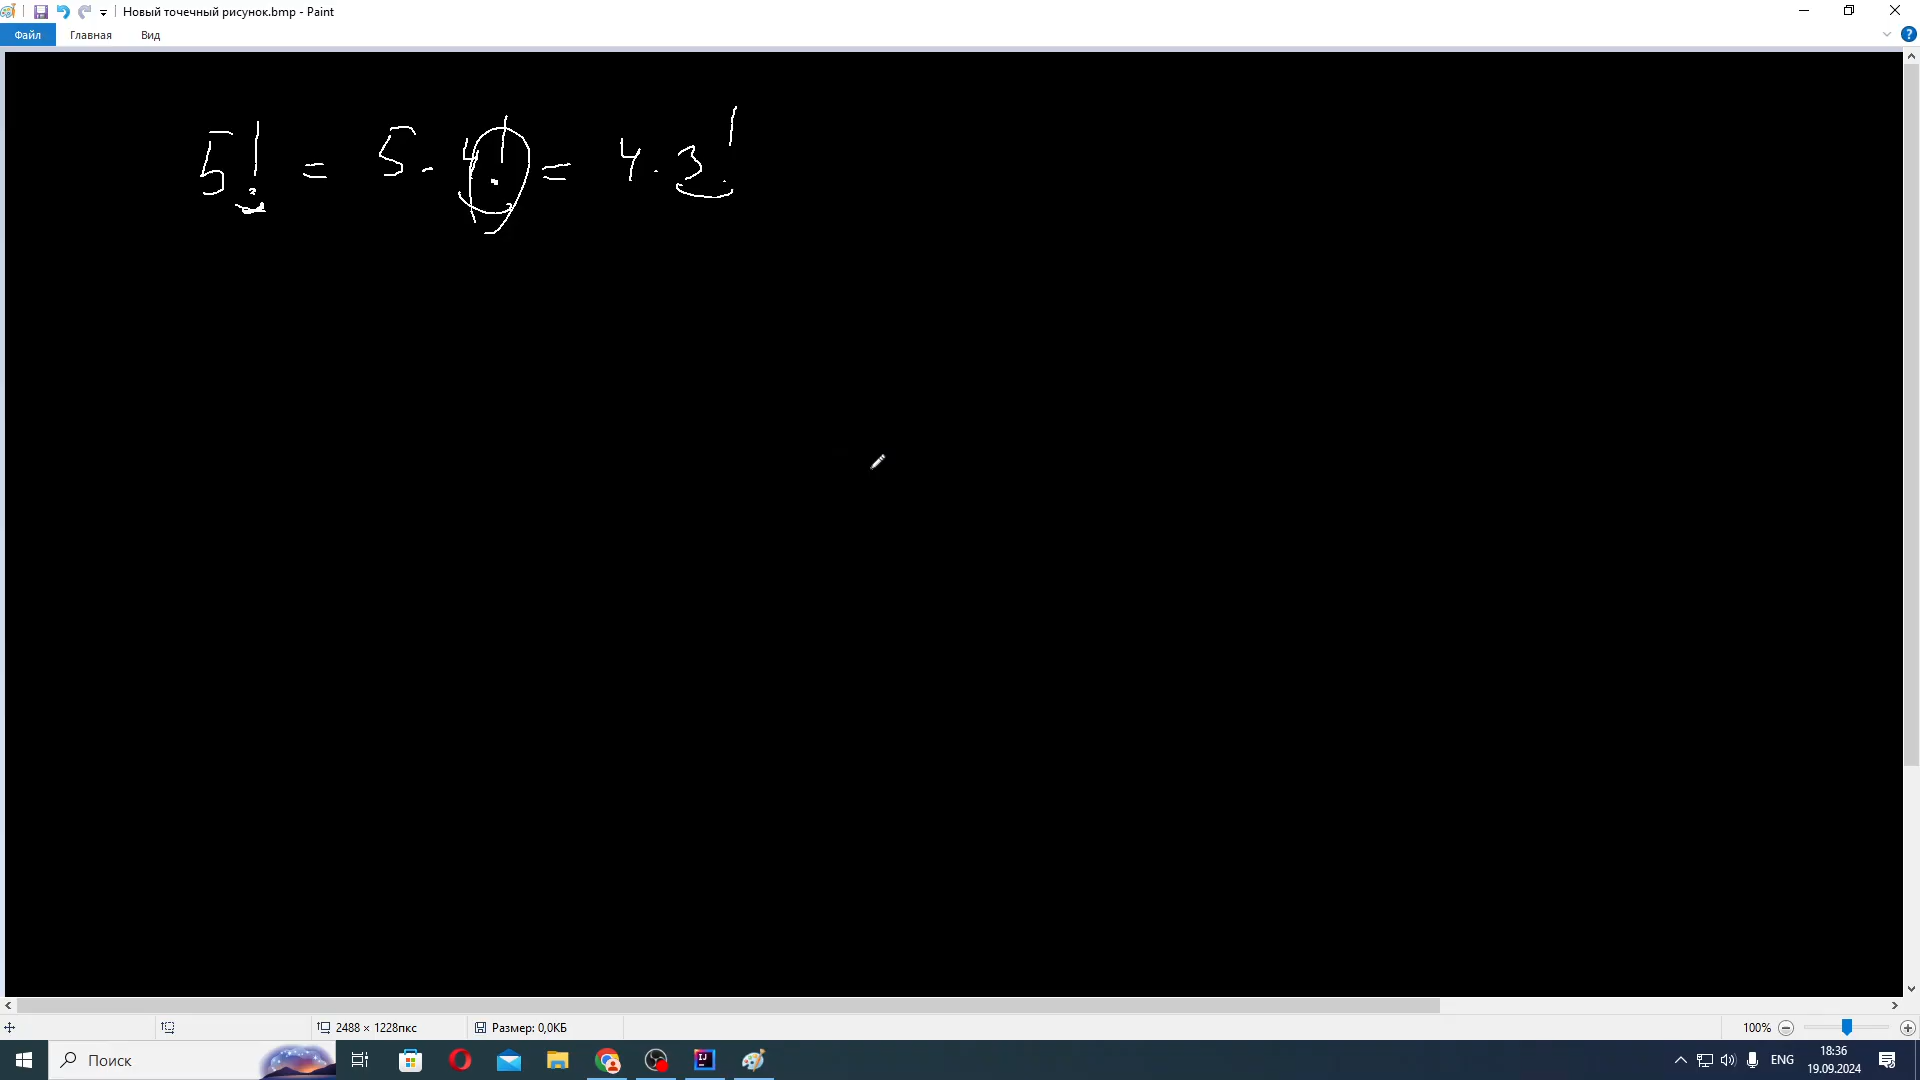 Новый точечный рисунок.bmp - Paint
Файл Главная Вид
5! = 5 · 4! = 4 · 3!
2488 × 1228пкс Размер: 0,0КБ 100%
Поиск ENG 18:36
19.09.2024